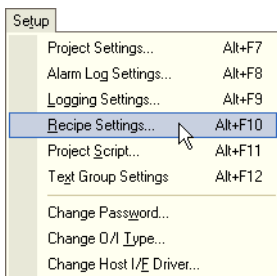 Setup
Project Settings... Alt+F7
Alarm Log Settings... Alt+F8
Logging Settings... Alt+F9
Recipe Settings... Alt+F10
Project Script... Alt+F11
Text Group Settings Alt+F12
Change Password...
Change O/I Type...
Change Host I/F Driver...